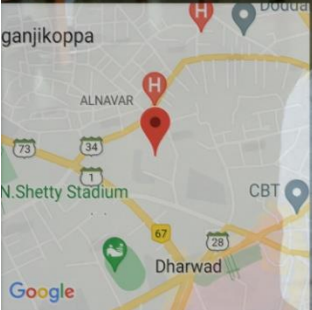 Dodda
H
ganjikoppa
H
ALNAVAR
73
34
1
N.Shetty Stadium
CBT
67
28
Dharwad
Google